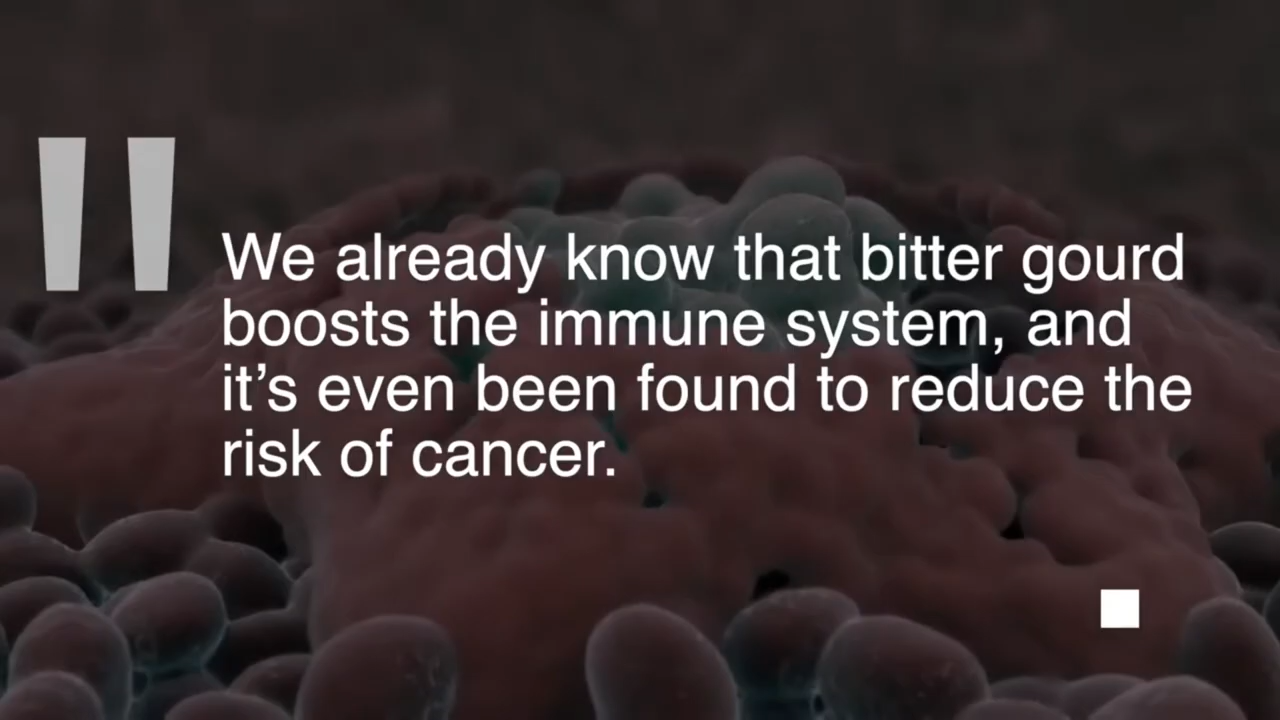 "
We already know that bitter gourd
boosts the immune system, and
it’s even been found to reduce the
risk of cancer.